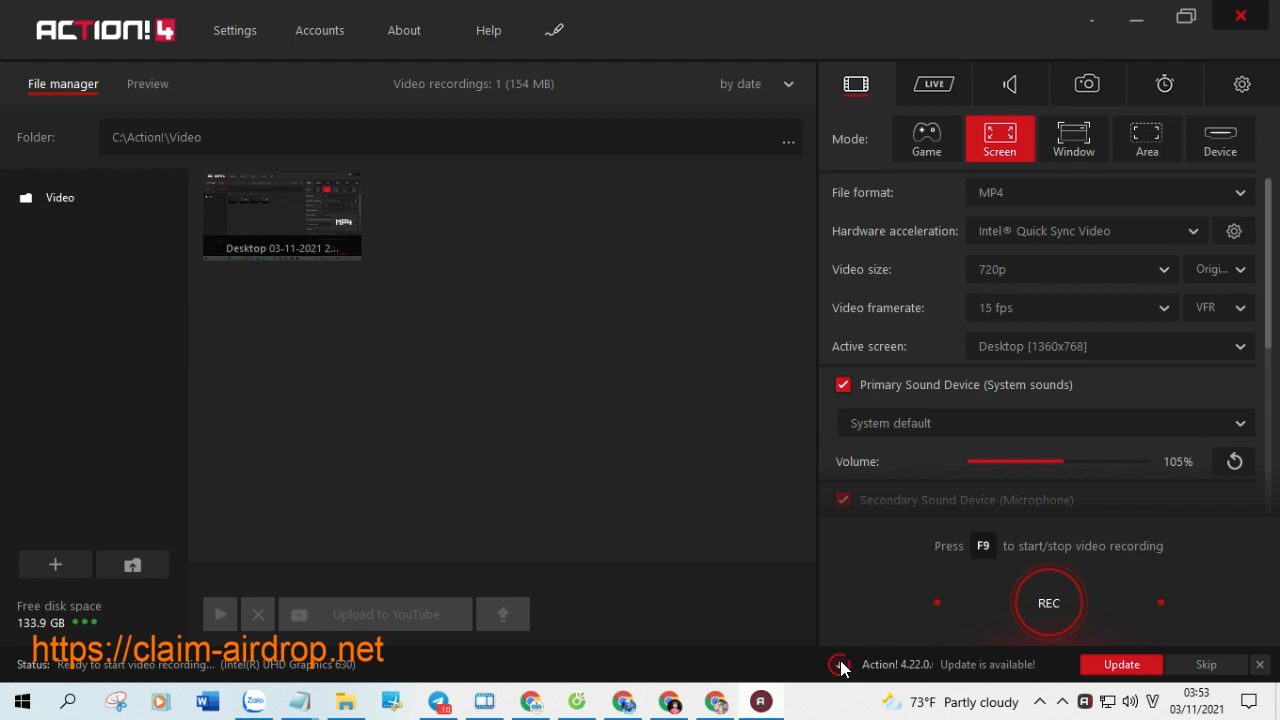 ACTION! 4
Settings
Accounts
About
Help
File manager
Preview
Video recordings: 1 (154 MB)
by date
LIVE
Folder:
C:\Action!\Video
...
Mode:
Game
Screen
Window
Area
Device
Video
MP4
Desktop 03-11-2021 2...
File format:
MP4
Hardware acceleration:
Intel® Quick Sync Video
Video size:
720p
Origi...
Video framerate:
15 fps
VFR
Active screen:
Desktop [1360x768]
Primary Sound Device (System sounds)
System default
Volume:
105%
Secondary Sound Device (Microphone)
Press F9 to start/stop video recording
REC
Free disk space
133.9 GB
Upload to YouTube
https://claim-airdrop.net
Status:
Ready to start video recording... (Intel(R) UHD Graphics 630)
Action! 4.22.0.
Update is available!
Update
Skip
W
Zalo
10
73°F Partly cloudy
03:53
03/11/2021